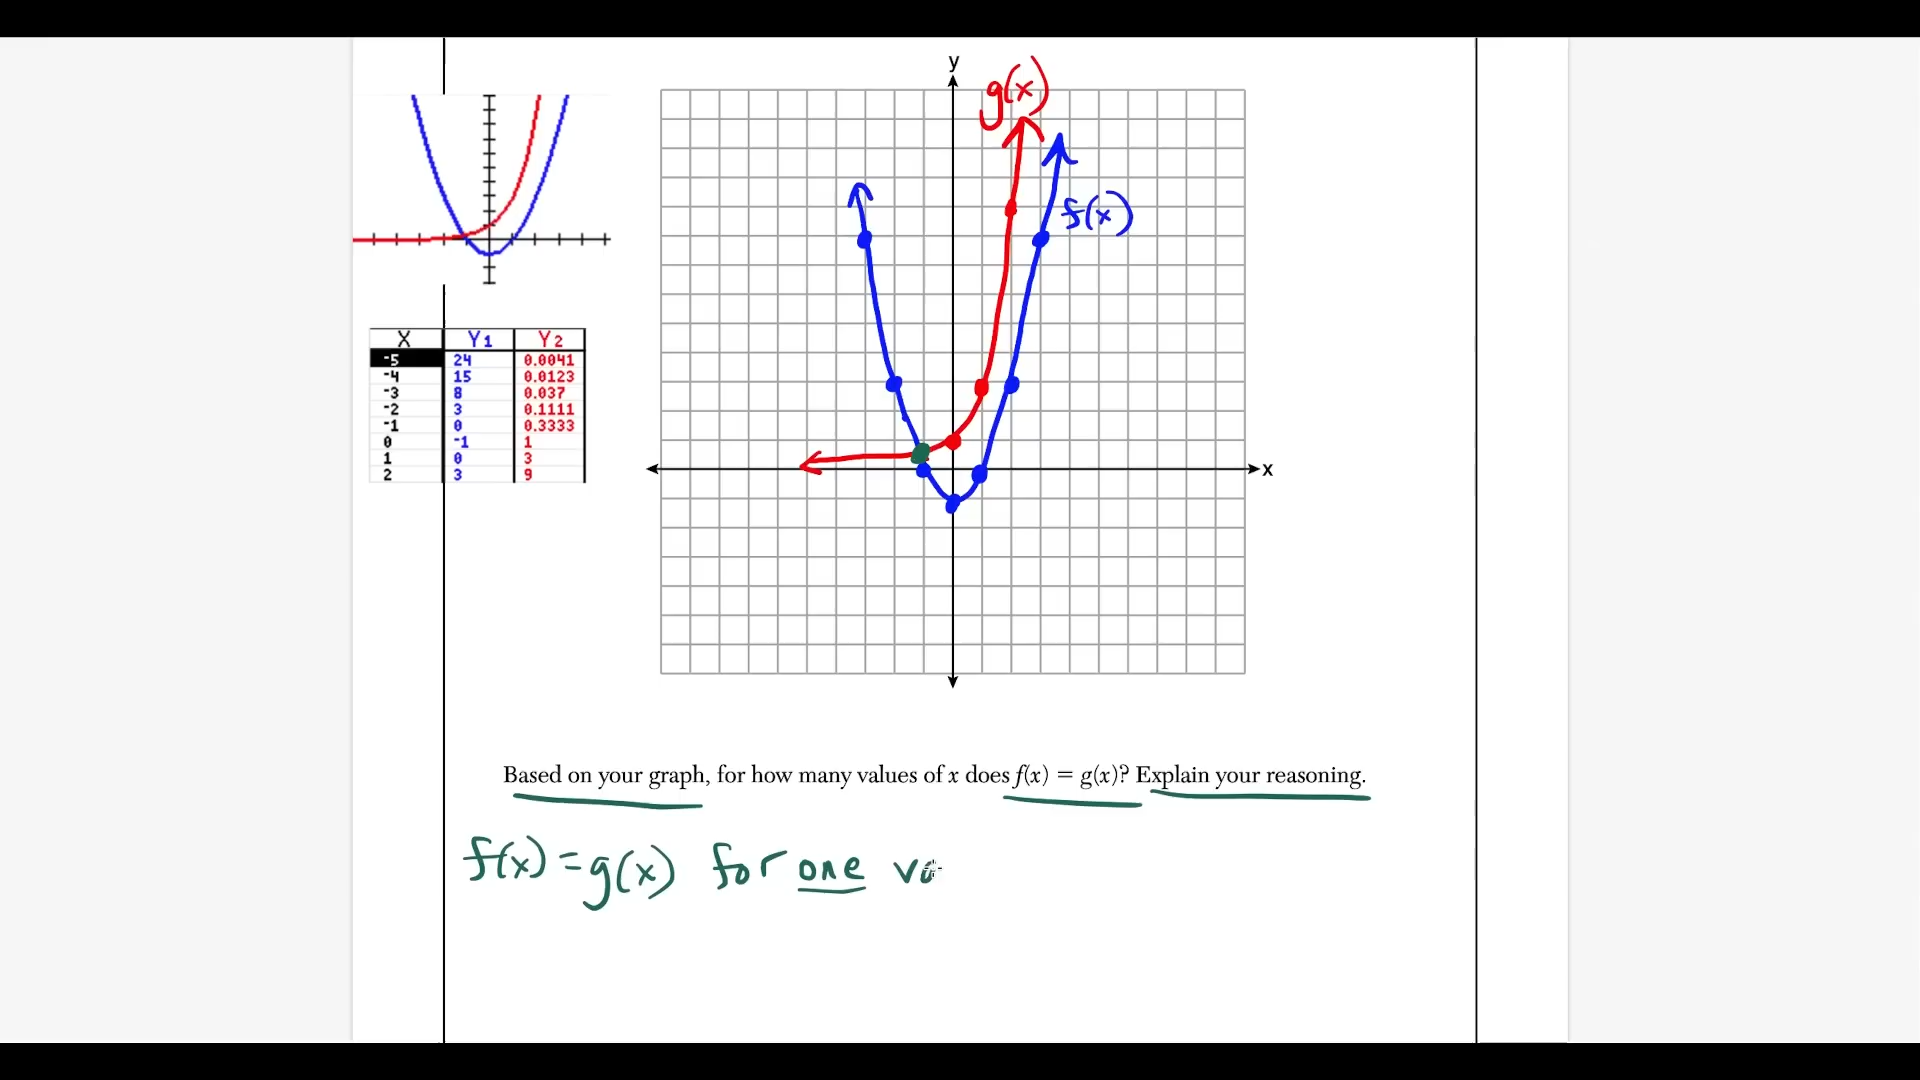 y
g(x)
f(x)
X Y1 Y2
-5 24 0.0041
-4 15 0.0123
-3 8 0.037
-2 3 0.1111
-1 0 0.3333
0 -1 1
1 0 3
2 3 9
x
Based on your graph, for how many values of x does f(x) = g(x)? Explain your reasoning.
f(x) = g(x) for one va